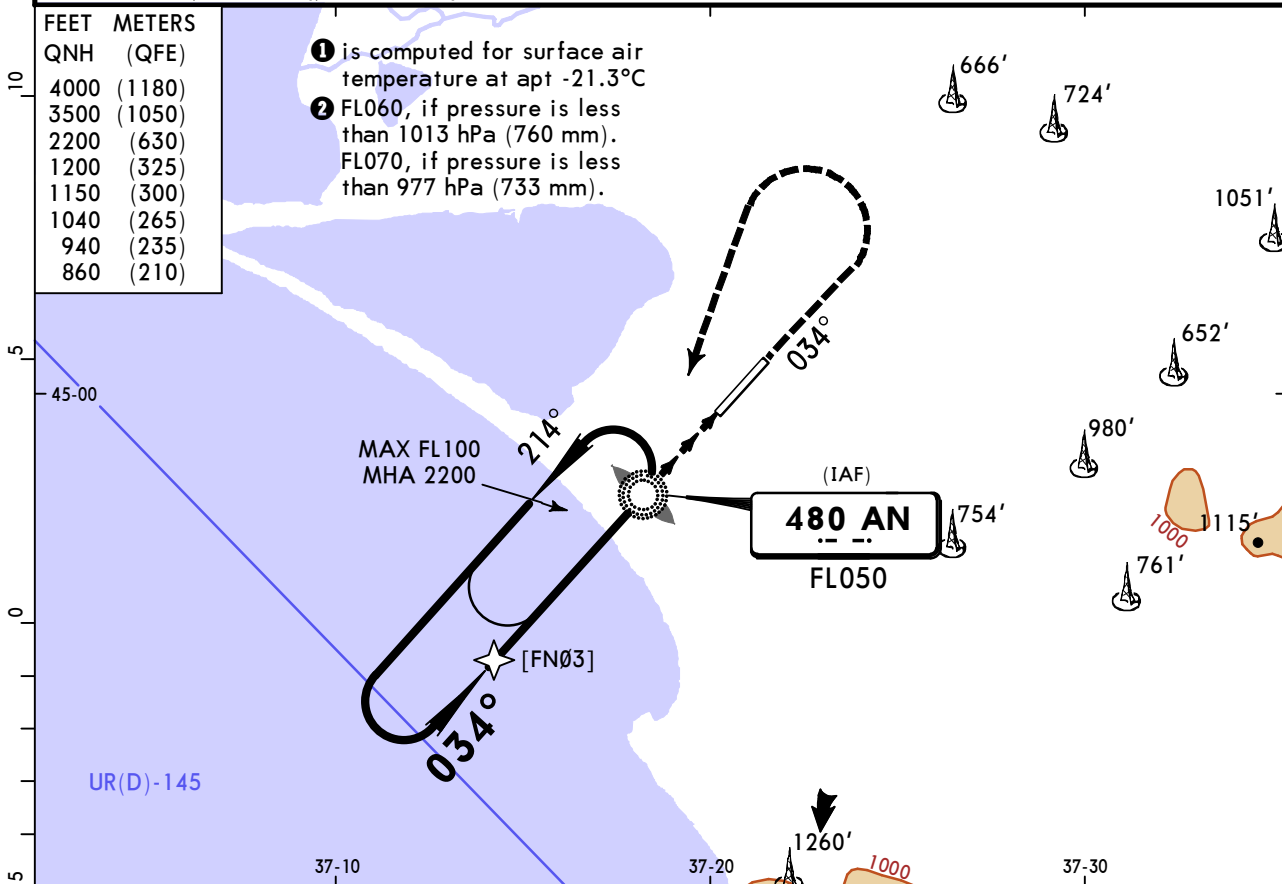 FEET METERS
QNH (QFE)
4000 (1180)
3500 (1050)
2200 (630)
1200 (325)
1150 (300)
1040 (265)
940 (235)
860 (210)
❶ is computed for surface air
temperature at apt -21.3°C
❷ FL060, if pressure is less
than 1013 hPa (760 mm).
FL070, if pressure is less
than 977 hPa (733 mm).
666'
724'
1051'
652'
980'
1000
1115'
754'
761'
10
5
45-00
0
5
034°
214°
MAX FL100
MHA 2200
(IAF)
480 AN
FL050
[FNØ3]
034°
UR(D)-145
1260'
1000
37-10
37-20
37-30